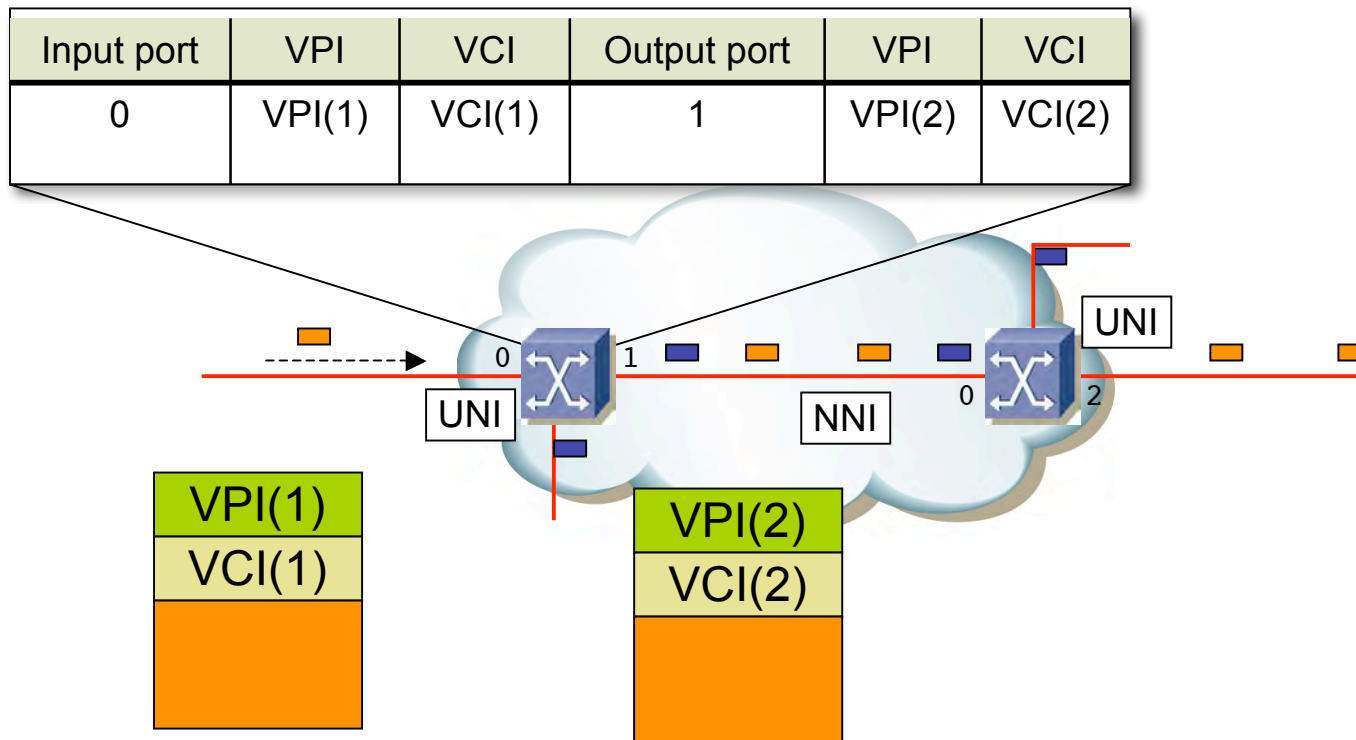 Input port VPI VCI Output port VPI VCI
0 VPI(1) VCI(1) 1 VPI(2) VCI(2)
UNI
0 1
UNI NNI 0 2
VPI(1) VPI(2)
VCI(1) VCI(2)